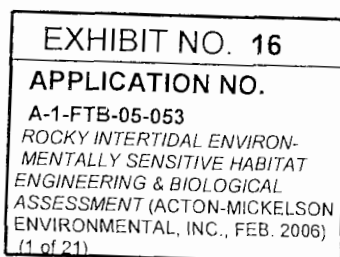 EXHIBIT NO. 16
APPLICATION NO.
A-1-FTB-05-053
ROCKY INTERTIDAL ENVIRON-
MENTALLY SENSITIVE HABITAT
ENGINEERING & BIOLOGICAL
ASSESSMENT (ACTON-MICKELSON
ENVIRONMENTAL, INC., FEB. 2006)
(1 of 21)